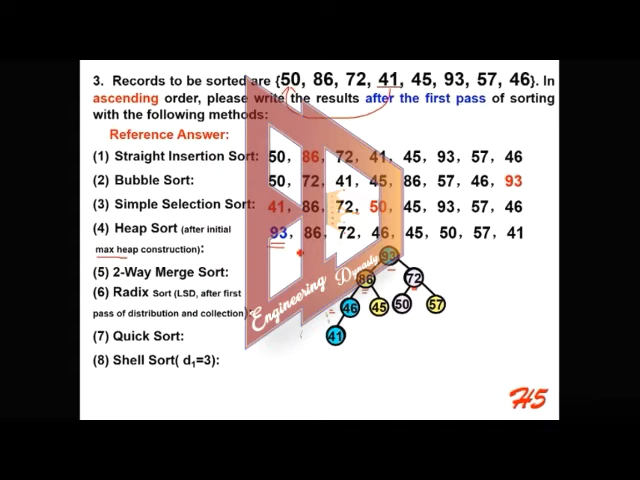 3. Records to be sorted are {50, 86, 72, 41, 45, 93, 57, 46}. In
ascending order, please write the results after the first pass of sorting
with the following methods:
Reference Answer:
(1) Straight Insertion Sort: 50, 86, 72, 41, 45, 93, 57, 46
(2) Bubble Sort: 50, 72, 41, 45, 86, 57, 46, 93
(3) Simple Selection Sort: 41, 86, 72, 50, 45, 93, 57, 46
(4) Heap Sort (after initial 93, 86, 72, 46, 45, 50, 57, 41
max heap construction):
93
(5) 2-Way Merge Sort:
86 72
(6) Radix Sort (LSD, after first
pass of distribution and collection):
46 45 50 57
(7) Quick Sort:
41
(8) Shell Sort( d1=3):
Engineering Dynasty
H5